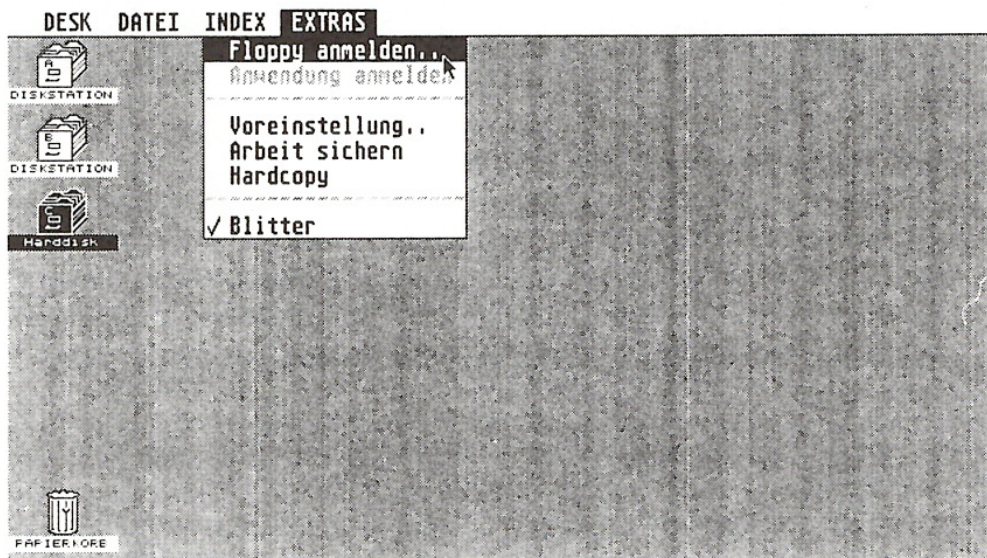 DESK DATEI INDEX EXTRAS
Floppy anmelden..
Anwendung anmelden
Voreinstellung..
Arbeit sichern
Hardcopy
✓ Blitter
A
DISKSTATION
B
DISKSTATION
Harddisk
PAPIERKORB